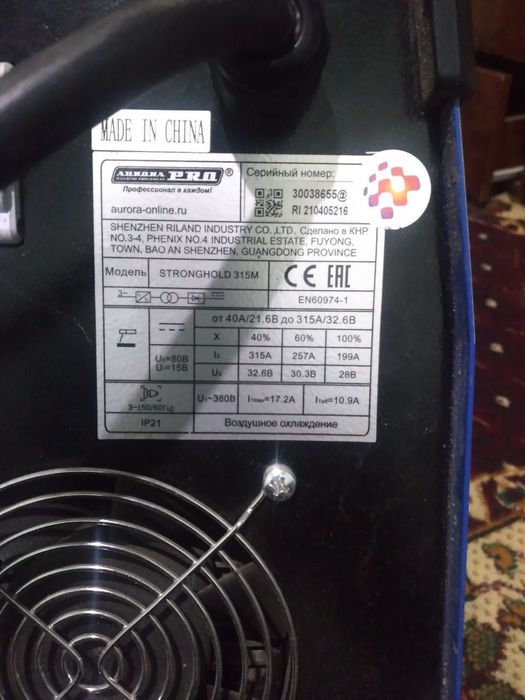 MADE IN CHINA
AURORA PRO®
Профессионал в каждом!
aurora-online.ru
Серийный номер:
30038655@
RI 210405216
SHENZHEN RILAND INDUSTRY CO.,LTD, Сделано в КНР
NO.3-4, PHENIX NO.4 INDUSTRIAL ESTATE, FUYONG,
TOWN, BAO AN SHENZHEN, GUANGDONG PROVINCE
Модель STRONGHOLD 315M CE EAC
3~ EN60974-1
от 40A/21.6В до 315A/32.6В
X 40% 60% 100%
U₀=80В I₂ 315A 257A 199A
=15В U₂ 32.6В 30.3В 28В
3~(50/60Гц) U₁~380В I₁max=17.2A I₁eff=10.9A
IP21 Воздушное охлаждение